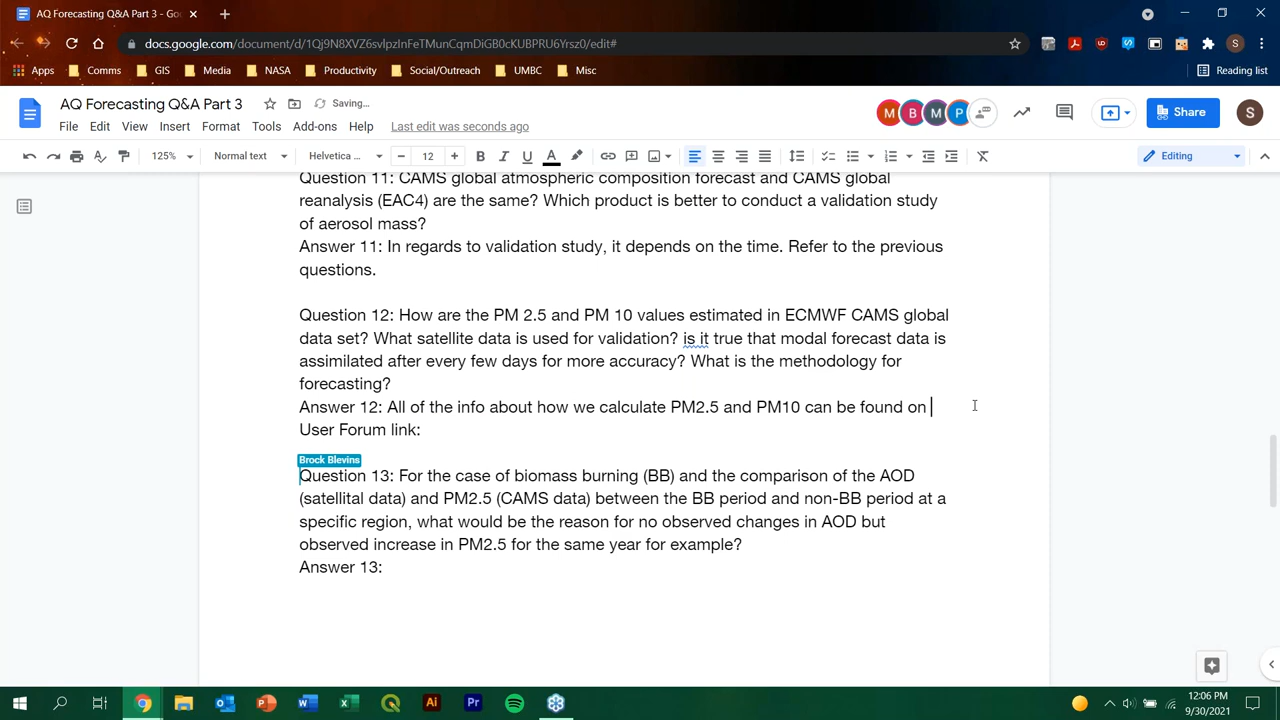 AQ Forecasting Q&A Part 3 - Go
docs.google.com/document/d/1Qj9N8XVZ6svlpzInFeTMunCqmDiGB0cKUBPRU6Yrsz0/edit#
S
Apps Comms GIS Media NASA Productivity Social/Outreach UMBC Misc Reading list
AQ Forecasting Q&A Part 3 Saving...
M B M P Share S
File Edit View Insert Format Tools Add-ons Help Last edit was seconds ago
125% Normal text Helvetica ... 12 B I U A Editing
Question 11: CAMS global atmospheric composition forecast and CAMS global
reanalysis (EAC4) are the same? Which product is better to conduct a validation study
of aerosol mass?
Answer 11: In regards to validation study, it depends on the time. Refer to the previous
questions.
Question 12: How are the PM 2.5 and PM 10 values estimated in ECMWF CAMS global
data set? What satellite data is used for validation? is it true that modal forecast data is
assimilated after every few days for more accuracy? What is the methodology for
forecasting?
Answer 12: All of the info about how we calculate PM2.5 and PM10 can be found on
User Forum link:
Brock Blevins
Question 13: For the case of biomass burning (BB) and the comparison of the AOD
(satellital data) and PM2.5 (CAMS data) between the BB period and non-BB period at a
specific region, what would be the reason for no observed changes in AOD but
observed increase in PM2.5 for the same year for example?
Answer 13:
Ai Pr
12:06 PM
9/30/2021